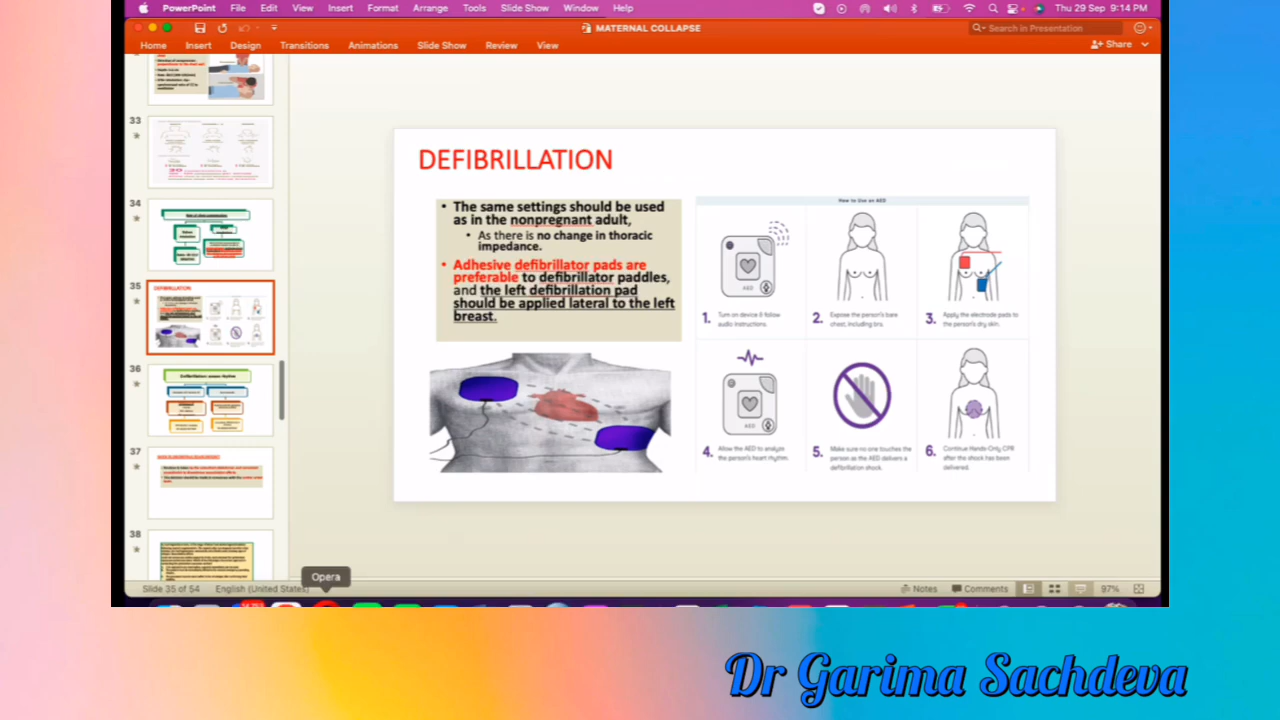 PowerPoint File Edit View Insert Format Arrange Tools Slide Show Window Help Thu 29 Sep 9:14 PM
MATERNAL COLLAPSE
Search in Presentation
Home Insert Design Transitions Animations Slide Show Review View
Share
33
34
35
36
37
38
DEFIBRILLATION
• The same settings should be used
as in the nonpregnant adult,
• As there is no change in thoracic
impedance.
• Adhesive defibrillator pads are
preferable to defibrillator paddles,
and the left defibrillation pad
should be applied lateral to the left
breast.
How to Use an AED
AED
1. Turn on device & follow
audio instructions.
2. Expose the person's bare
chest, including bra.
3. Apply the electrode pads to
the person's dry skin.
AED
4. Allow the AED to analyze
the person's heart rhythm.
5. Make sure no one touches the
person as the AED delivers a
defibrillation shock.
6. Continue Hands-Only CPR
after the shock has been
delivered.
Opera
Slide 35 of 54 English (United States)
Notes Comments 97%
Dr Garima Sachdeva